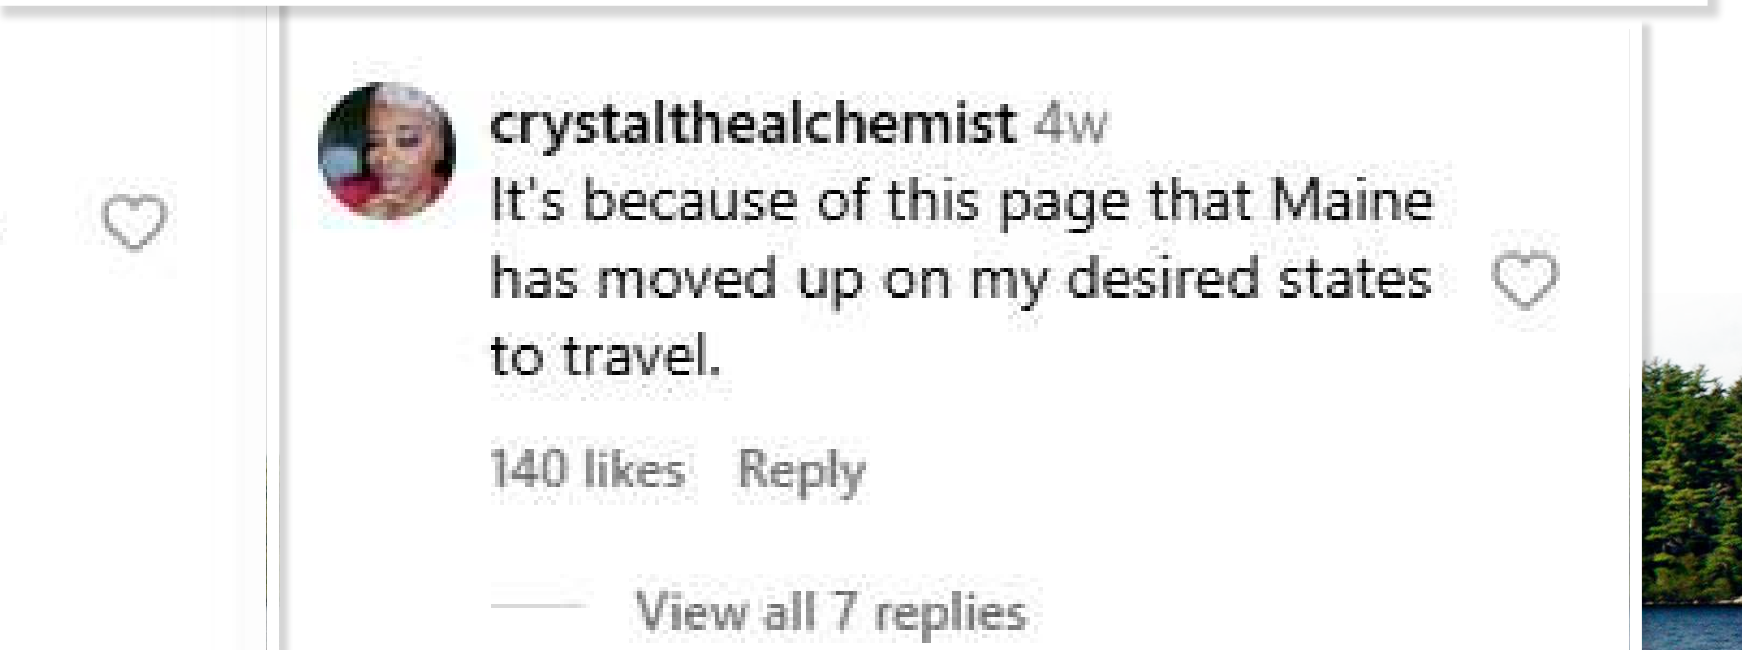 crystalthealchemist 4w
It's because of this page that Maine
has moved up on my desired states
to travel.
140 likes Reply
View all 7 replies